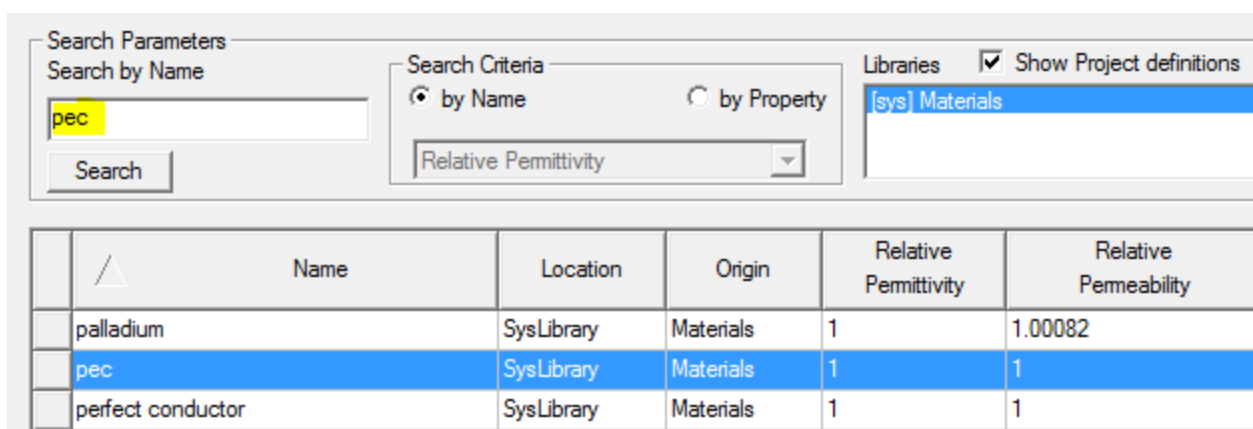 Search Parameters
Search by Name
pec
Search
Search Criteria
by Name by Property
Relative Permittivity
Libraries Show Project definitions
[sys] Materials
Name Location Origin Relative Permittivity Relative Permeability
palladium SysLibrary Materials 1 1.00082
pec SysLibrary Materials 1 1
perfect conductor SysLibrary Materials 1 1